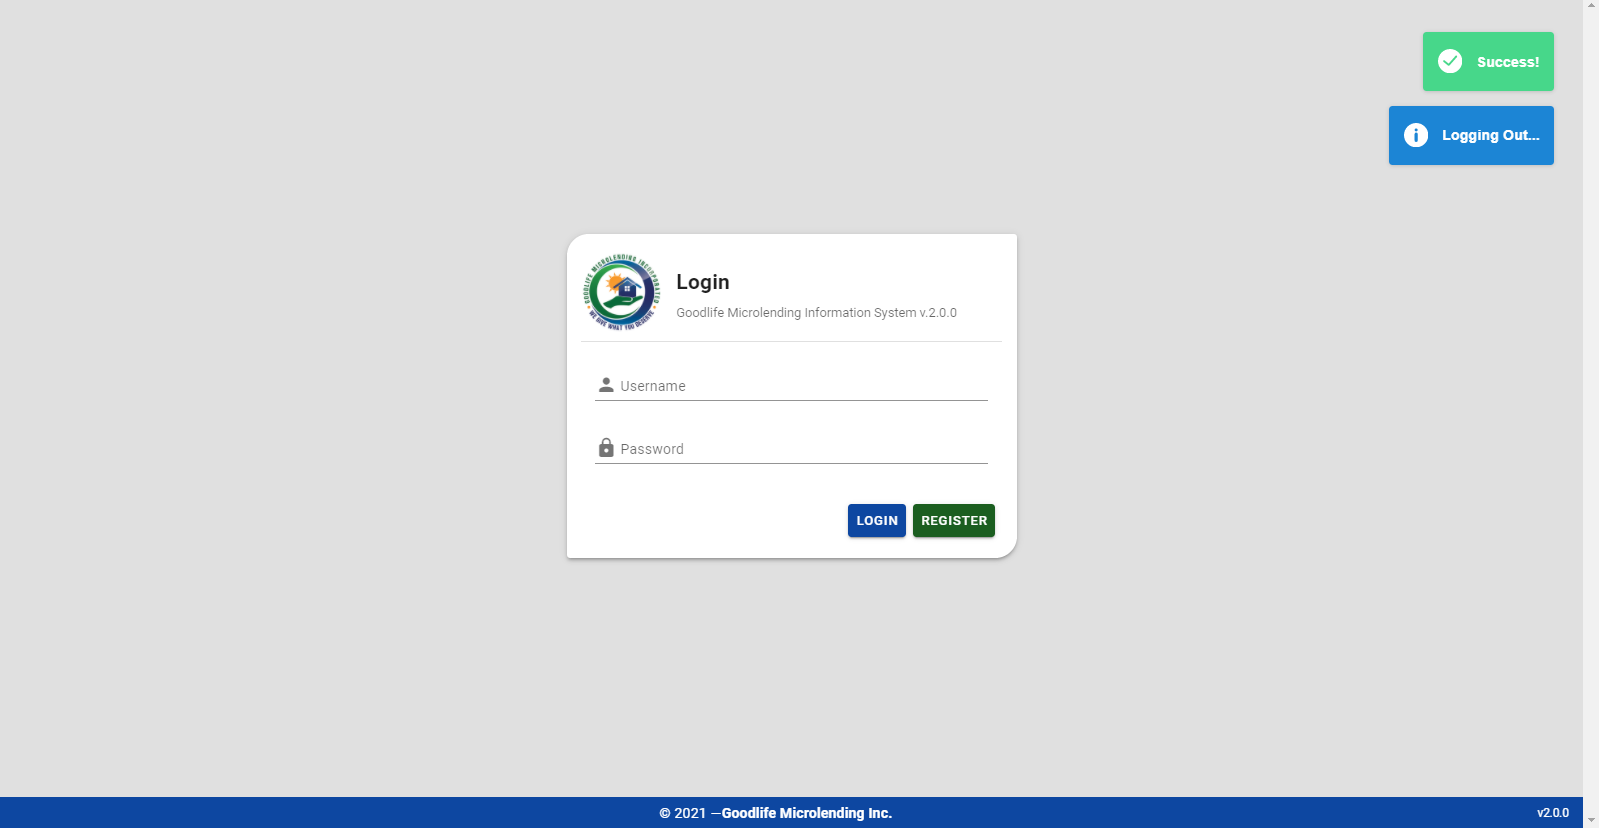 Success!
Logging Out...
GOODLIFE MICROLENDING INCORPORATED
WE GIVE WHAT YOU DESERVE
Login
Goodlife Microlending Information System v.2.0.0
Username
Password
LOGIN REGISTER
© 2021 —Goodlife Microlending Inc.
v2.0.0